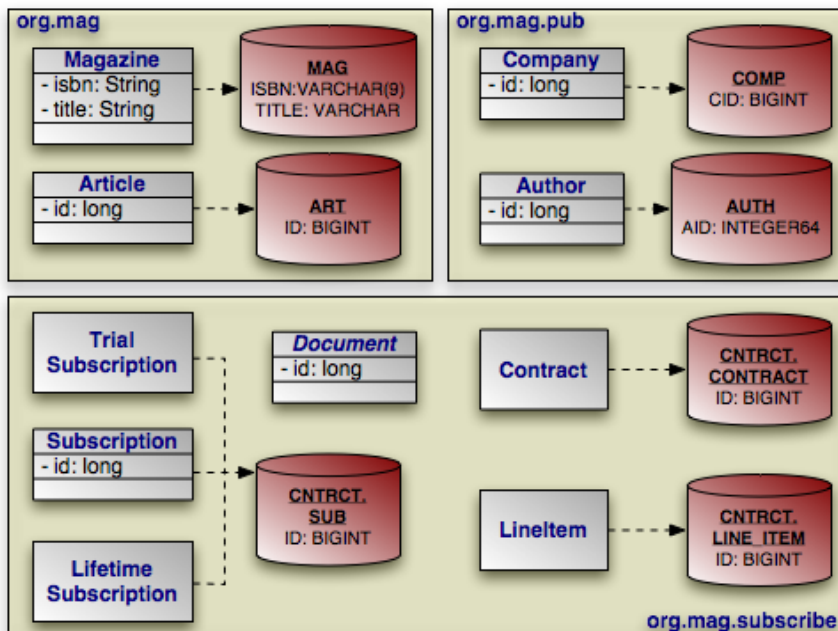 org.mag
Magazine
- isbn: String
- title: String
MAG
ISBN:VARCHAR(9)
TITLE: VARCHAR
Article
- id: long
ART
ID: BIGINT
org.mag.pub
Company
- id: long
COMP
CID: BIGINT
Author
- id: long
AUTH
AID: INTEGER64
Trial
Subscription
Subscription
- id: long
Lifetime
Subscription
Document
- id: long
CNTRCT.
SUB
ID: BIGINT
Contract
CNTRCT.
CONTRACT
ID: BIGINT
LineItem
CNTRCT.
LINE_ITEM
ID: BIGINT
org.mag.subscribe